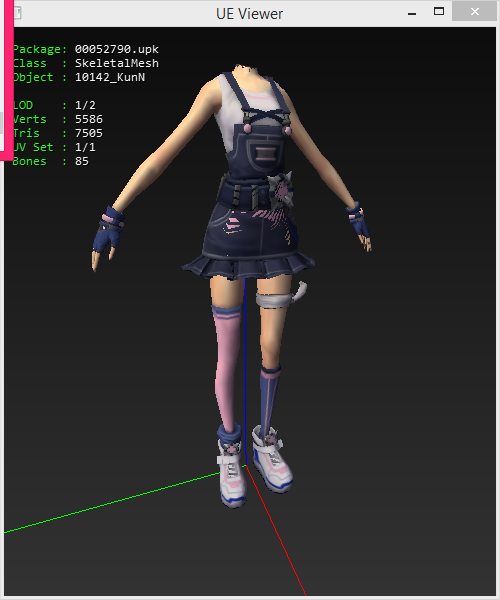 UE Viewer
Package: 00052790.upk
Class : SkeletalMesh
Object : 10142_KunN
LOD : 1/2
Verts : 5586
Tris : 7505
UV Set : 1/1
Bones : 85